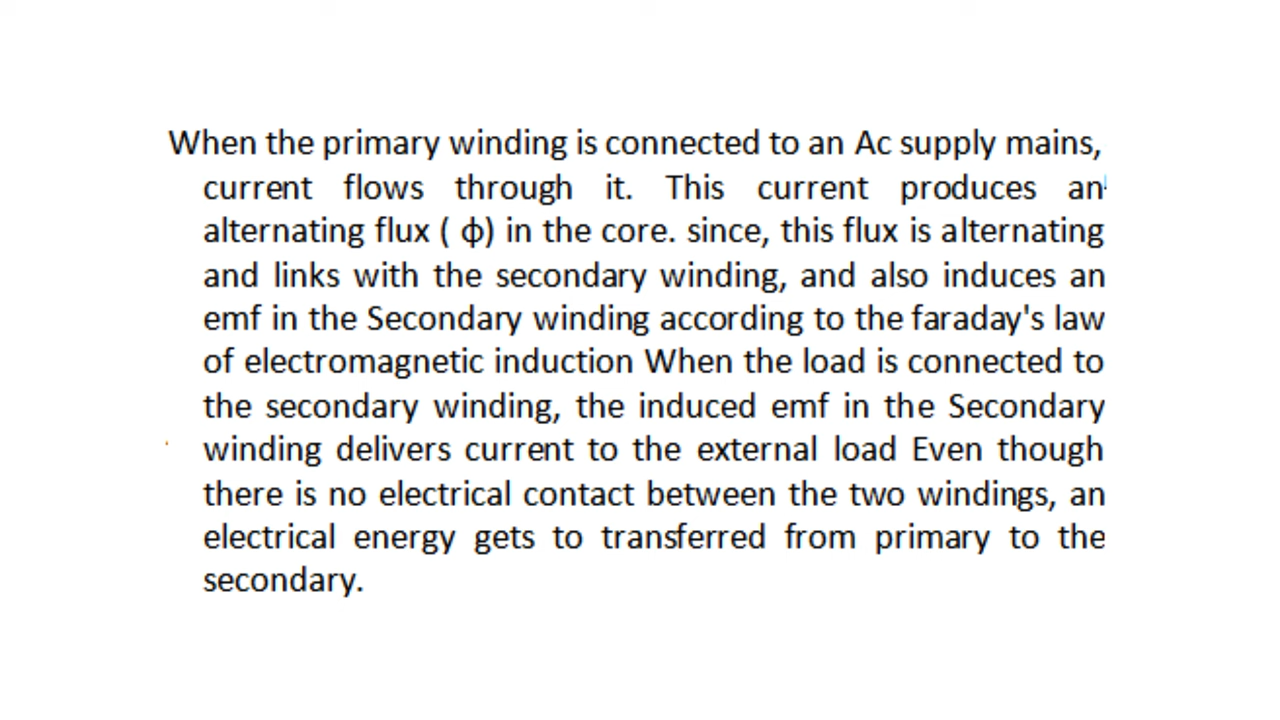 When the primary winding is connected to an Ac supply mains,
current flows through it. This current produces an
alternating flux ( ф) in the core. since, this flux is alternating
and links with the secondary winding, and also induces an
emf in the Secondary winding according to the faraday's law
of electromagnetic induction When the load is connected to
the secondary winding, the induced emf in the Secondary
winding delivers current to the external load Even though
there is no electrical contact between the two windings, an
electrical energy gets to transferred from primary to the
secondary.